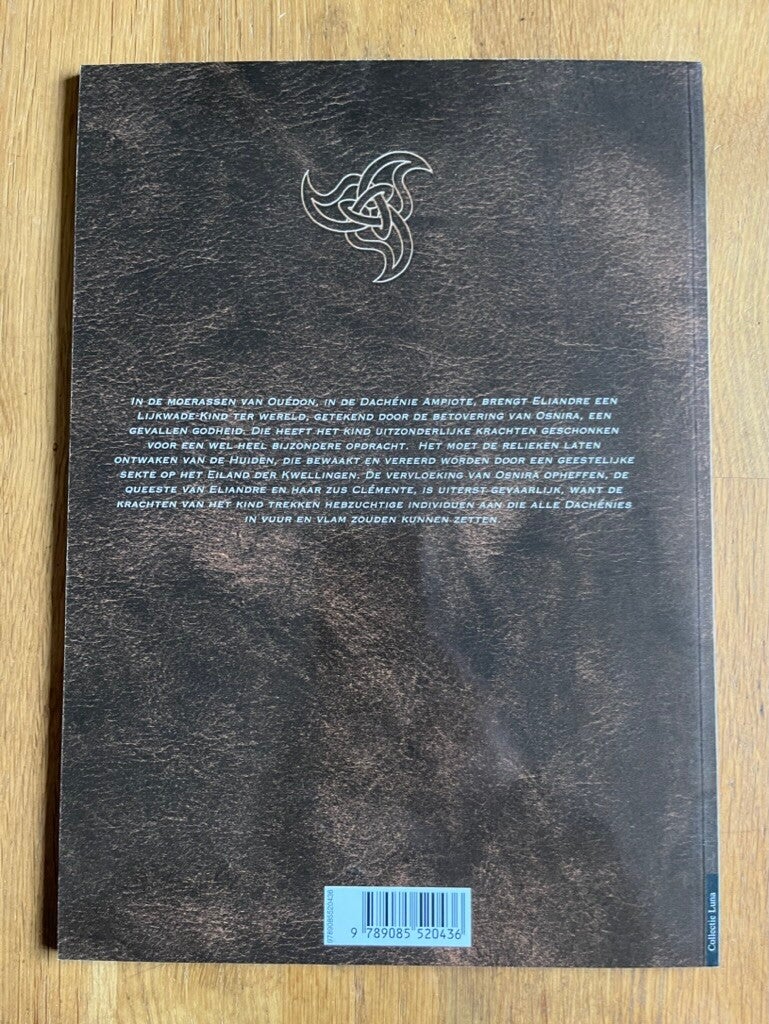 In de moerassen van Ouédon, in de Dachénie Ampiote, brengt Eliandre een
Lijkwade-Kind ter wereld, getekend door de betovering van Osnira, een
gevallen godheid. Die heeft het kind uitzonderlijke krachten geschonken
voor een wel heel bijzondere opdracht. Het moet de relieken laten
ontwaken van de Huiden, die bewaakt en vereerd worden door een geestelijke
sekte op het Eiland der Kwellingen. De vervloeking van Osnira opheffen, de
queeste van Eliandre en haar zus Clémente, is uiterst gevaarlijk, want de
krachten van het kind trekken hebzuchtige individuen aan die alle Dachénies
in vuur en vlam zouden kunnen zetten.
9789085520436
9 789085 520436
Collectie Luna